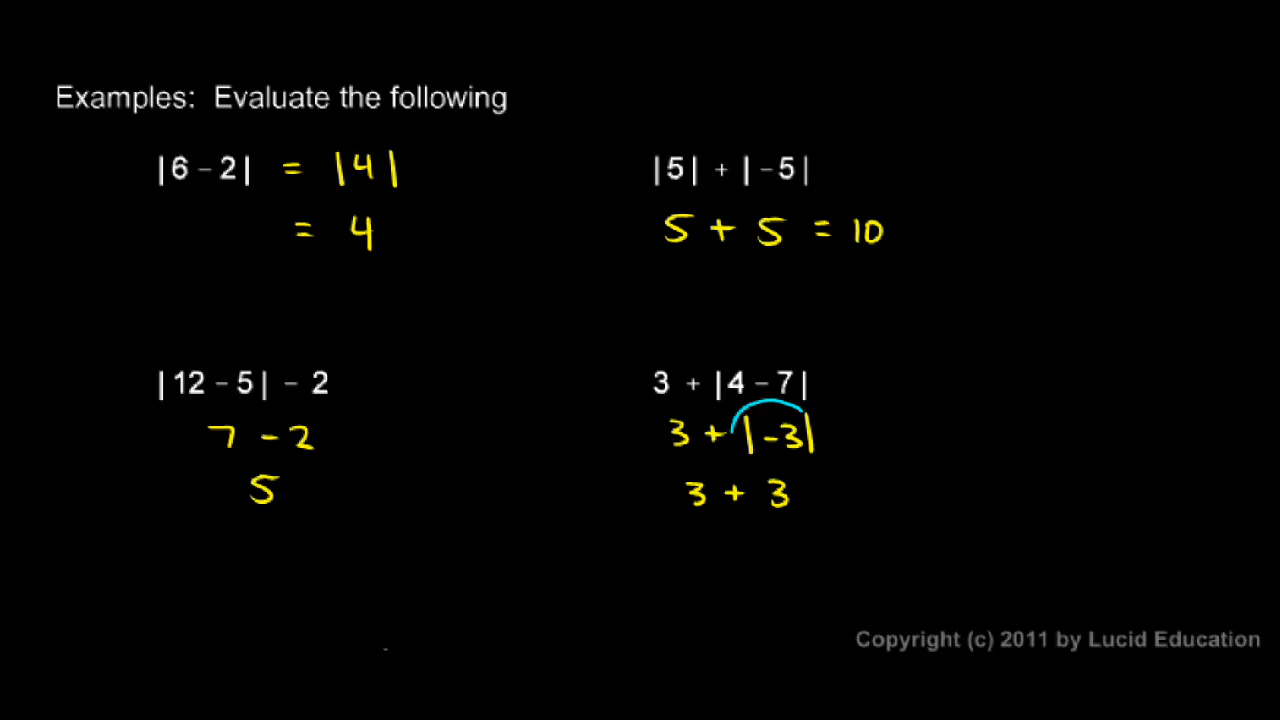 Examples: Evaluate the following
|6 – 2| = |4|
= 4
|5| + |–5|
5 + 5 = 10
|12 – 5| – 2
7 – 2
5
3 + |4 – 7|
3 + |–3|
3 + 3
Copyright (c) 2011 by Lucid Education